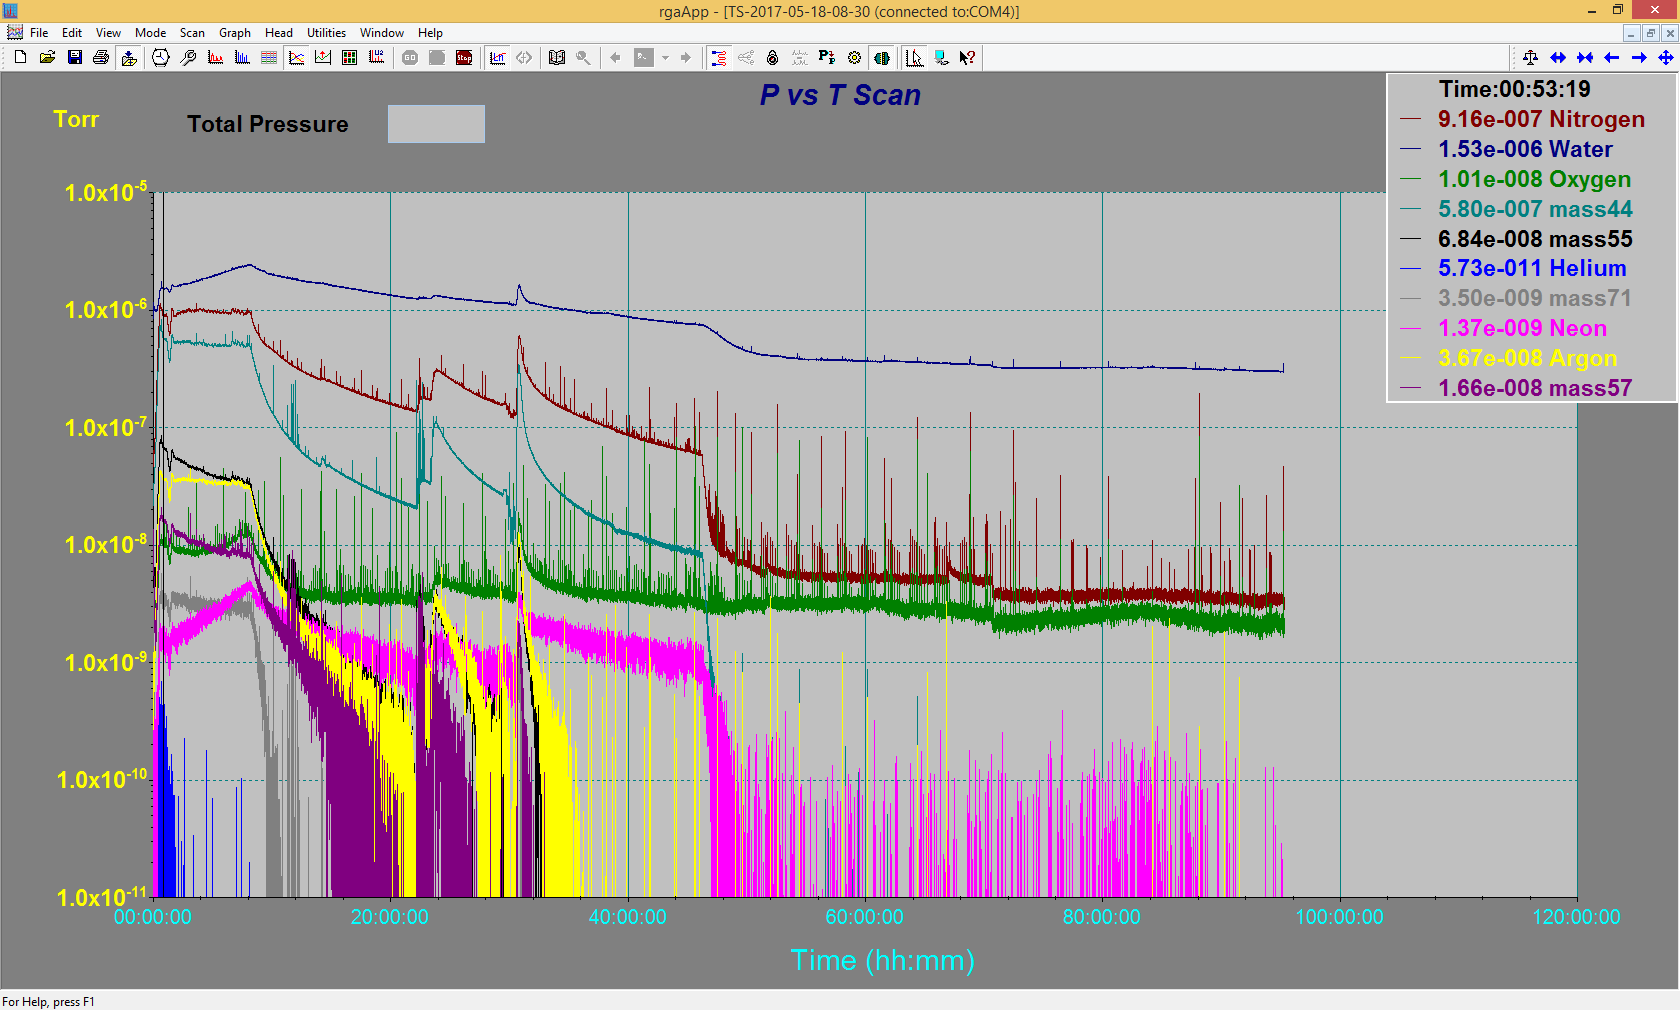 rgaApp - [TS-2017-05-18-08-30 (connected to:COM4)]
File Edit View Mode Scan Graph Head Utilities Window Help
GO Stop
P vs T Scan
Torr
Total Pressure
Time:00:53:19
9.16e-007 Nitrogen
1.53e-006 Water
1.01e-008 Oxygen
5.80e-007 mass44
6.84e-008 mass55
5.73e-011 Helium
3.50e-009 mass71
1.37e-009 Neon
3.67e-008 Argon
1.66e-008 mass57
1.0x10-5
1.0x10-6
1.0x10-7
1.0x10-8
1.0x10-9
1.0x10-10
1.0x10-11
00:00:00 20:00:00 40:00:00 60:00:00 80:00:00 100:00:00 120:00:00
Time (hh:mm)
For Help, press F1